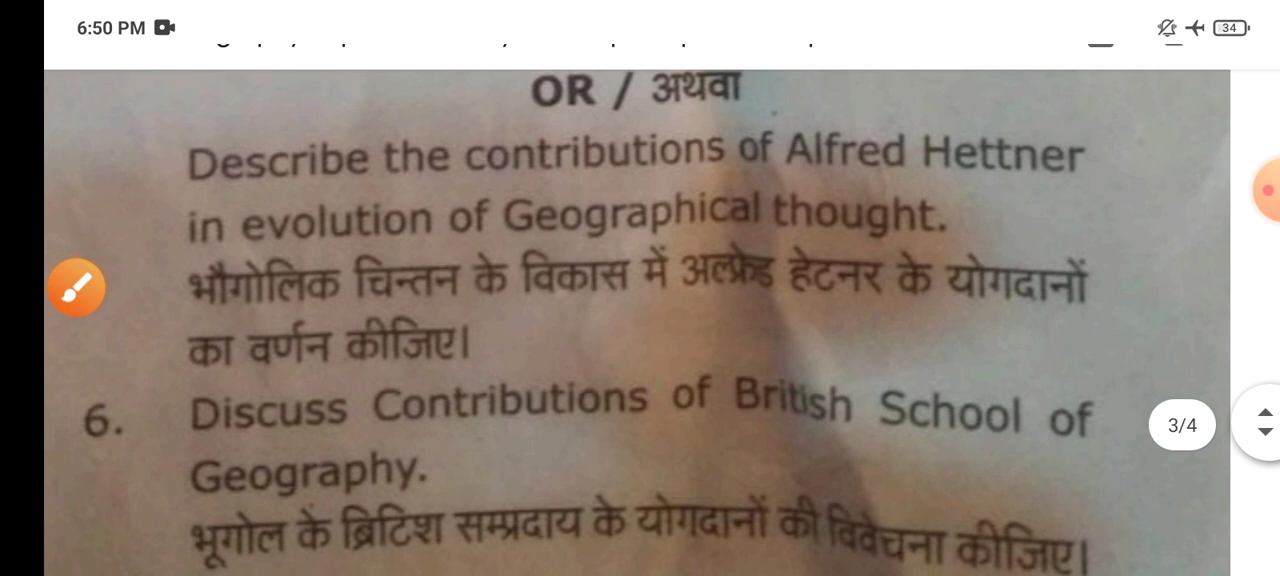 6:50 PM
34
OR / अथवा
Describe the contributions of Alfred Hettner
in evolution of Geographical thought.
भौगोलिक चिन्तन के विकास में अल्फ्रेड हेटनर के योगदानों
का वर्णन कीजिए।
6. Discuss Contributions of British School of
Geography.
3/4
भूगोल के ब्रिटिश सम्प्रदाय के योगदानों की विवेचना कीजिए।